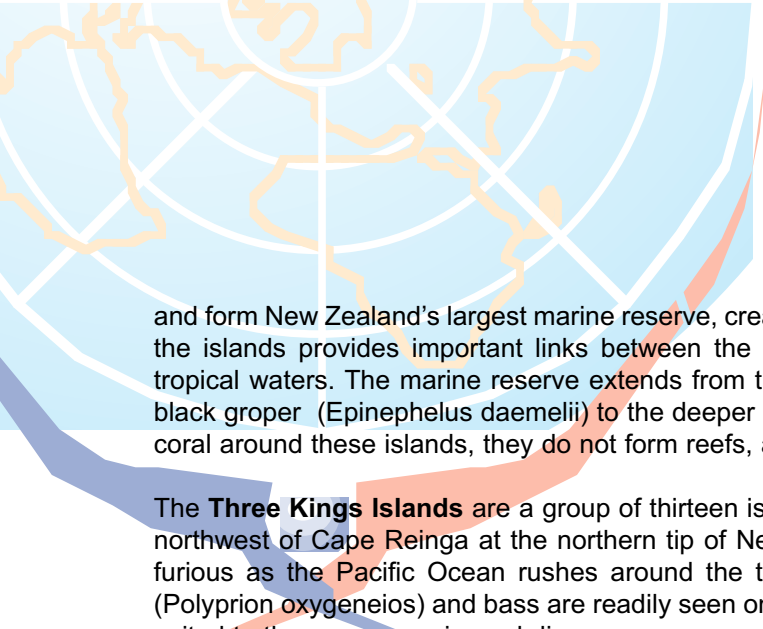 and form New Zealand's largest marine reserve, crea
the islands provides important links between the
tropical waters. The marine reserve extends from t
black groper (Epinephelus daemelii) to the deeper
coral around these islands, they do not form reefs, a
The Three Kings Islands are a group of thirteen is
northwest of Cape Reinga at the northern tip of Ne
furious as the Pacific Ocean rushes around the t
(Polyprion oxygeneios) and bass are readily seen or